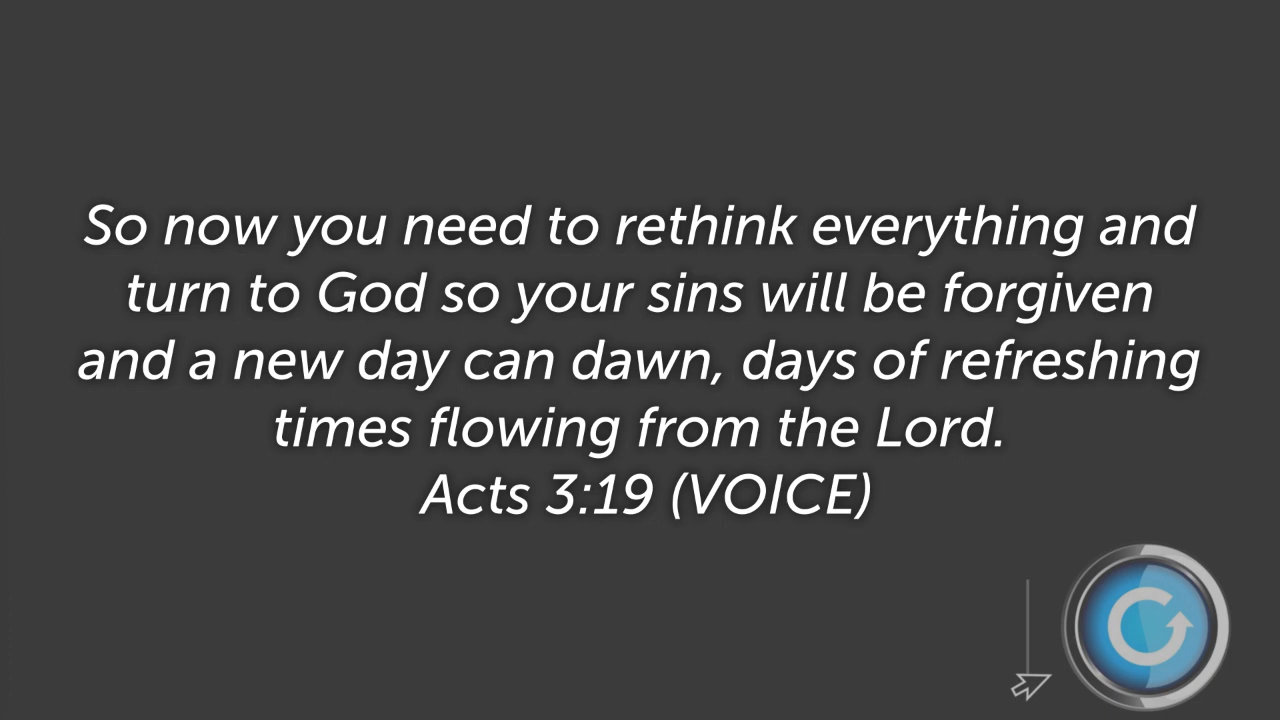 So now you need to rethink everything and
turn to God so your sins will be forgiven
and a new day can dawn, days of refreshing
times flowing from the Lord.
Acts 3:19 (VOICE)